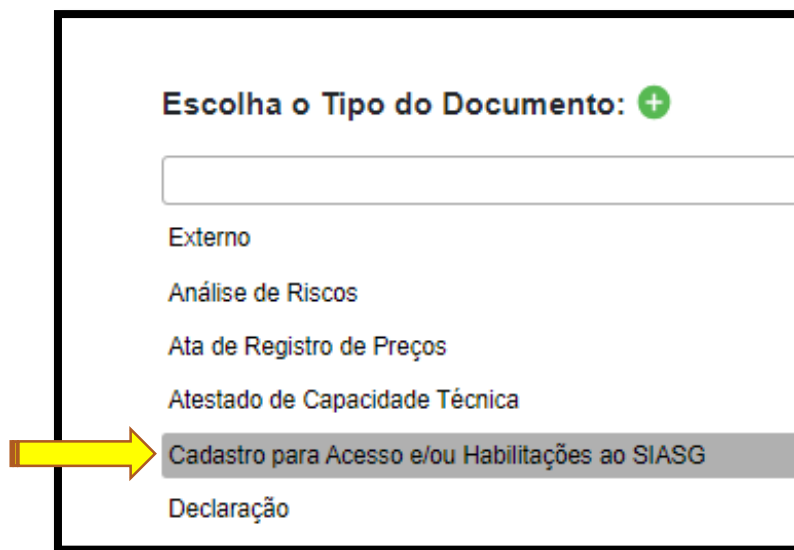 Escolha o Tipo do Documento:
Externo
Análise de Riscos
Ata de Registro de Preços
Atestado de Capacidade Técnica
Cadastro para Acesso e/ou Habilitações ao SIASG
Declaração